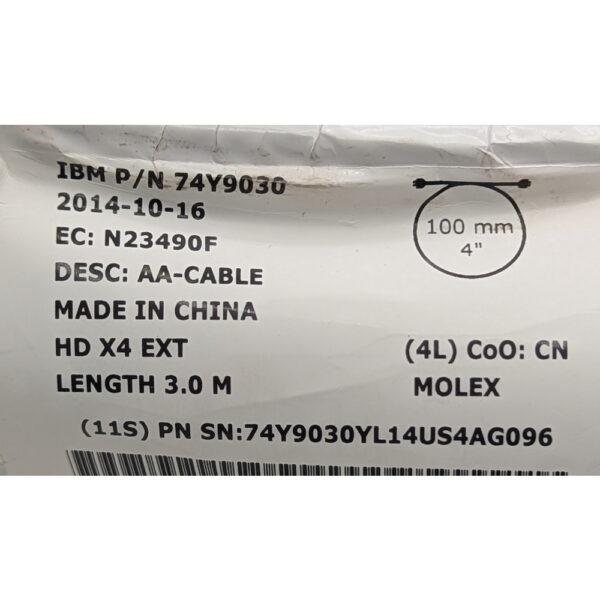 IBM P/N 74Y9030
2014-10-16
EC: N23490F
DESC: AA-CABLE
MADE IN CHINA
HD X4 EXT
LENGTH 3.0 M
100 mm
4"
(4L) CoO: CN
MOLEX
(11S) PN SN:74Y9030YL14US4AG096